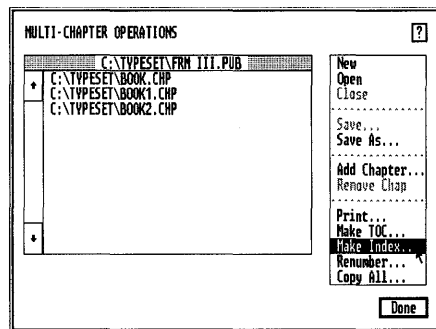 MULTI-CHAPTER OPERATIONS
?
C:\TYPESET\FRM III.PUB
C:\TYPESET\BOOK.CHP
C:\TYPESET\BOOK1.CHP
C:\TYPESET\BOOK2.CHP
New
Open
Close
Save...
Save As...
Add Chapter...
Remove Chap
Print...
Make TOC...
Make Index...
Renumber...
Copy All...
Done